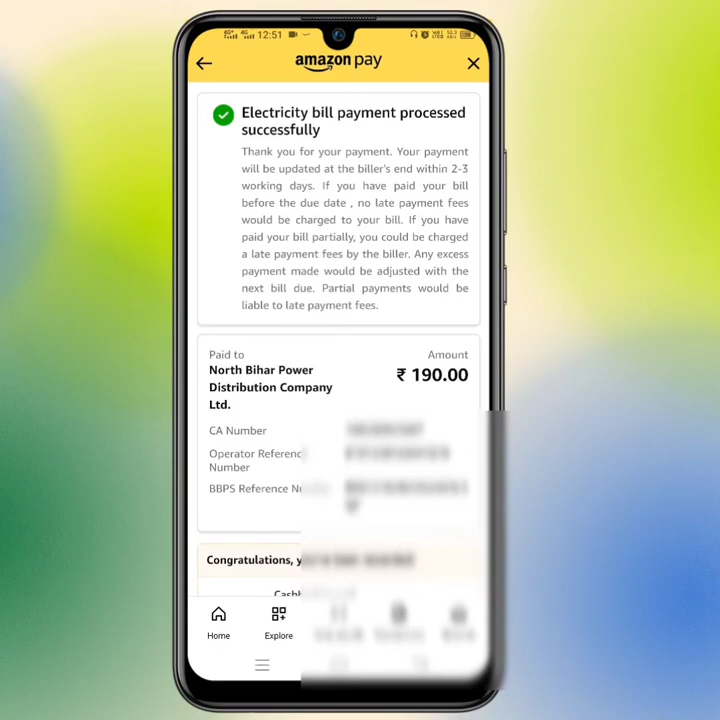 12:51
amazon pay
Electricity bill payment processed
successfully
Thank you for your payment. Your payment
will be updated at the biller's end within 2-3
working days. If you have paid your bill
before the due date , no late payment fees
would be charged to your bill. If you have
paid your bill partially, you could be charged
a late payment fees by the biller. Any excess
payment made would be adjusted with the
next bill due. Partial payments would be
liable to late payment fees.
Paid to
Amount
North Bihar Power
₹ 190.00
Distribution Company
Ltd.
CA Number
Operator
Number
BBPS Reference
Congratulations,
Home
Explore